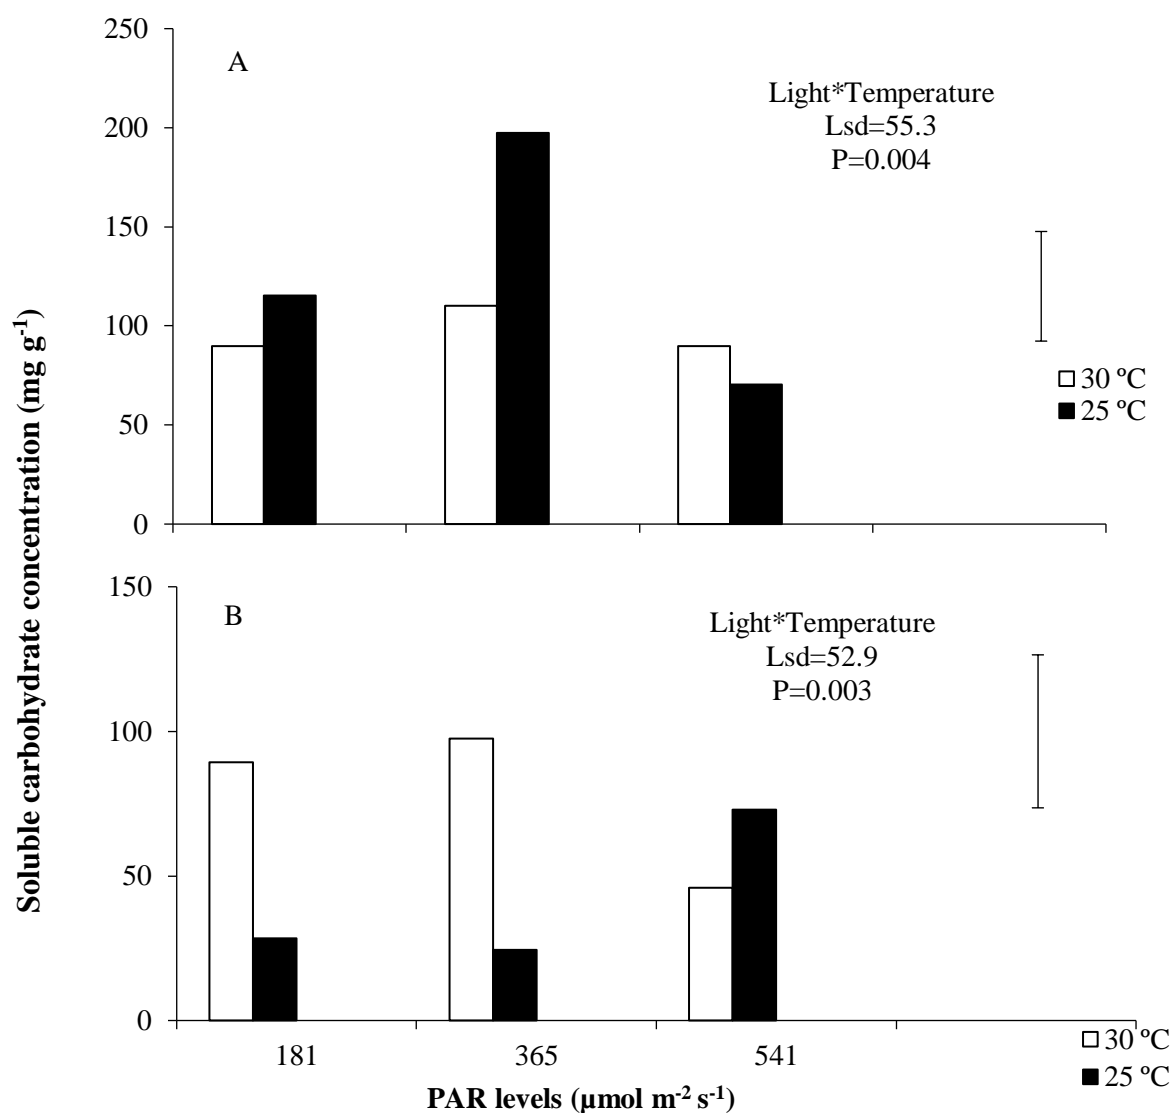 Soluble carbohydrate concentration (mg g⁻¹)
250
200
150
100
50
0
A
Light*Temperature
Lsd=55.3
P=0.004
30 ºC
25 ºC
150
100
50
0
B
Light*Temperature
Lsd=52.9
P=0.003
181 365 541
30 ºC
25 ºC
PAR levels (µmol m⁻² s⁻¹)